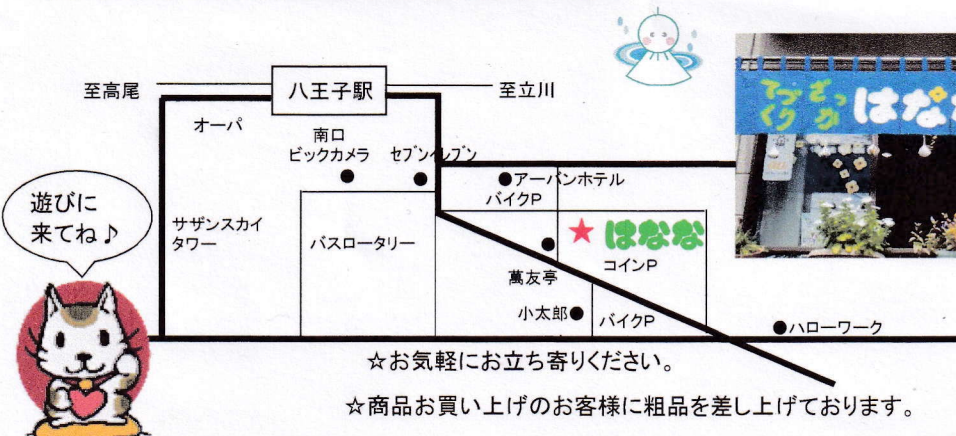 至高尾
八王子駅
至立川
オーパ
南口
ビックカメラ
セブンイレブン
アーバンホテル
バイクP
遊びに
来てね♪
サザンスカイ
タワー
バスロータリー
★はなな
コインP
萬友亭
小太郎
バイクP
ハローワーク
☆お気軽にお立ち寄りください。
☆商品お買い上げのお客様に粗品を差し上げております。
てづくり
ざっか
はな